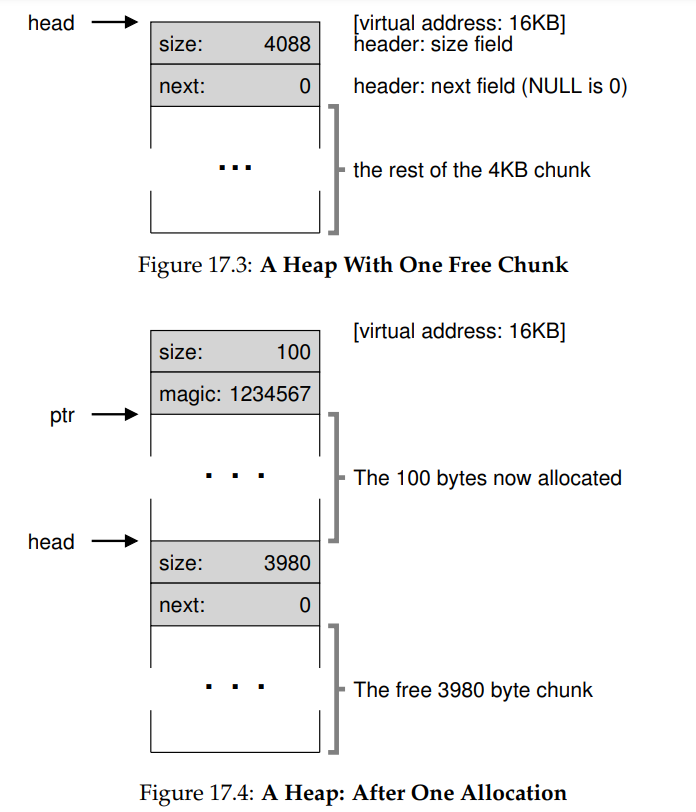 head [virtual address: 16KB]
size: 4088 header: size field
next: 0 header: next field (NULL is 0)
... the rest of the 4KB chunk
Figure 17.3: A Heap With One Free Chunk
[virtual address: 16KB]
size: 100
magic: 1234567
ptr
. . . The 100 bytes now allocated
head
size: 3980
next: 0
. . . The free 3980 byte chunk
Figure 17.4: A Heap: After One Allocation